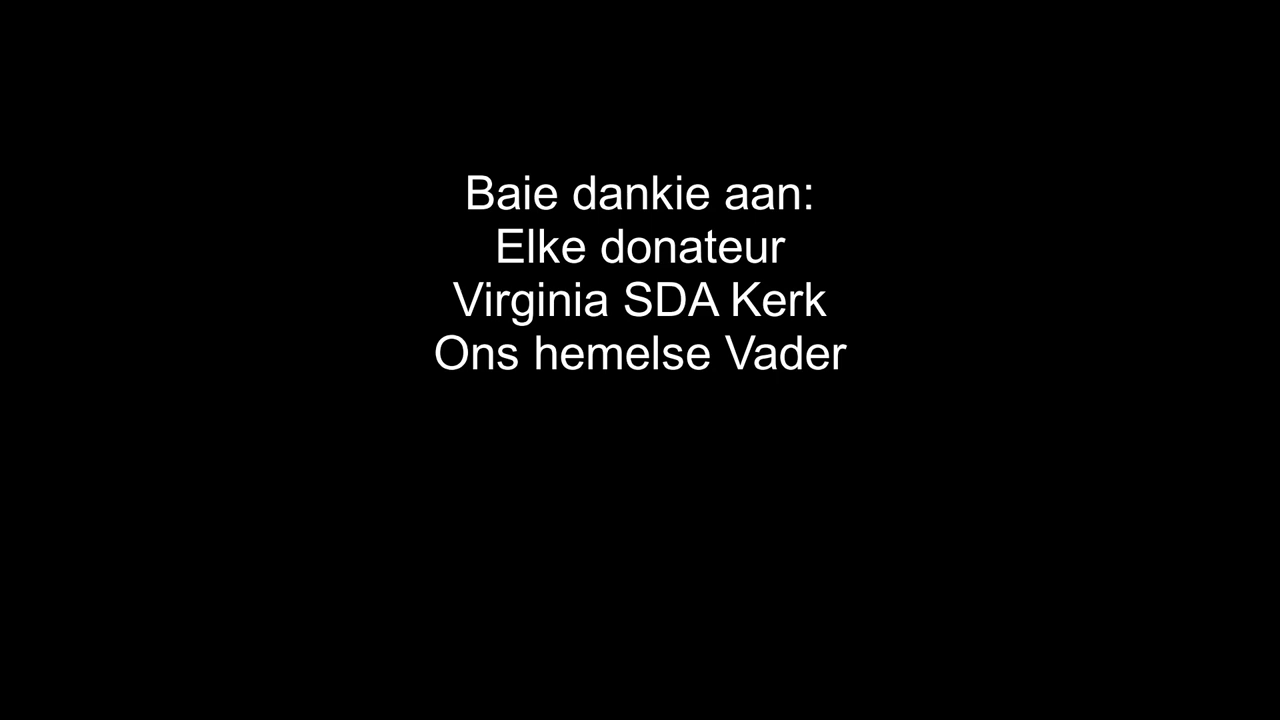 Baie dankie aan:
Elke donateur
Virginia SDA Kerk
Ons hemelse Vader